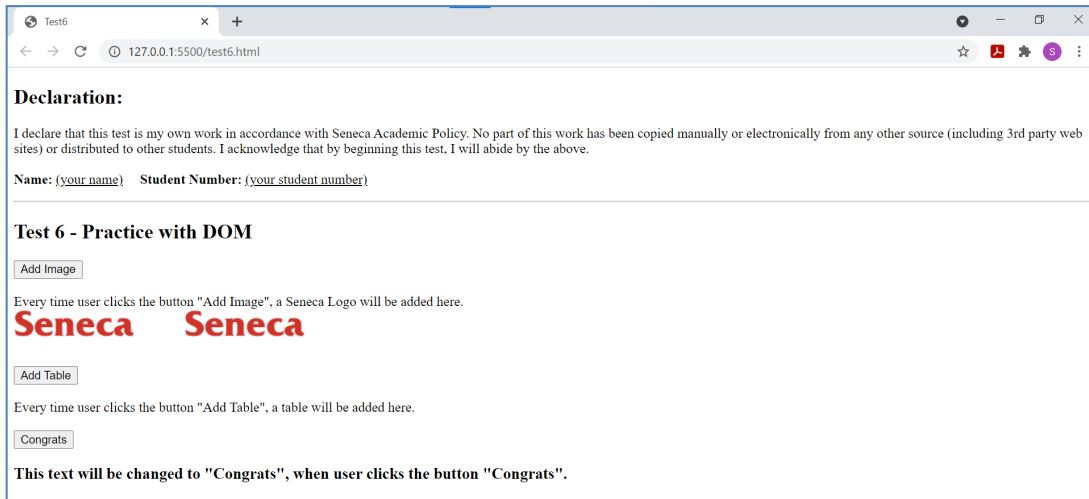 Test6
127.0.0.1:5500/test6.html
S
Declaration:
I declare that this test is my own work in accordance with Seneca Academic Policy. No part of this work has been copied manually or electronically from any other source (including 3rd party web
sites) or distributed to other students. I acknowledge that by beginning this test, I will abide by the above.
Name: (your name) Student Number: (your student number)
Test 6 - Practice with DOM
Add Image
Every time user clicks the button "Add Image", a Seneca Logo will be added here.
Seneca Seneca
Add Table
Every time user clicks the button "Add Table", a table will be added here.
Congrats
This text will be changed to "Congrats", when user clicks the button "Congrats".